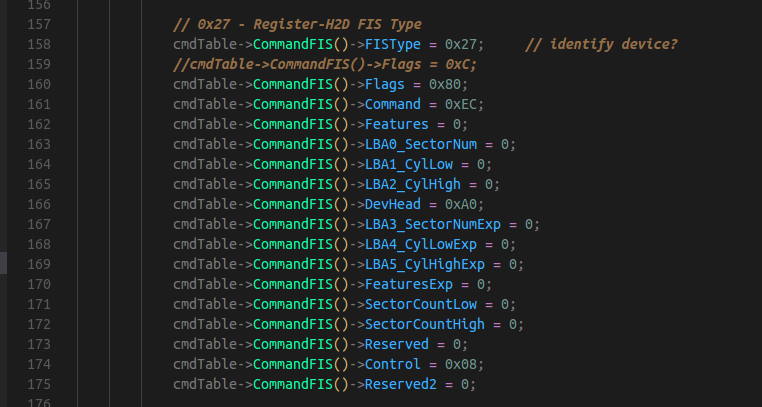 156
157 // 0x27 - Register-H2D FIS Type
158 cmdTable->CommandFIS()->FISType = 0x27; // identify device?
159 //cmdTable->CommandFIS()->Flags = 0xC;
160 cmdTable->CommandFIS()->Flags = 0x80;
161 cmdTable->CommandFIS()->Command = 0xEC;
162 cmdTable->CommandFIS()->Features = 0;
163 cmdTable->CommandFIS()->LBA0_SectorNum = 0;
164 cmdTable->CommandFIS()->LBA1_CylLow = 0;
165 cmdTable->CommandFIS()->LBA2_CylHigh = 0;
166 cmdTable->CommandFIS()->DevHead = 0xA0;
167 cmdTable->CommandFIS()->LBA3_SectorNumExp = 0;
168 cmdTable->CommandFIS()->LBA4_CylLowExp = 0;
169 cmdTable->CommandFIS()->LBA5_CylHighExp = 0;
170 cmdTable->CommandFIS()->FeaturesExp = 0;
171 cmdTable->CommandFIS()->SectorCountLow = 0;
172 cmdTable->CommandFIS()->SectorCountHigh = 0;
173 cmdTable->CommandFIS()->Reserved = 0;
174 cmdTable->CommandFIS()->Control = 0x08;
175 cmdTable->CommandFIS()->Reserved2 = 0;
176